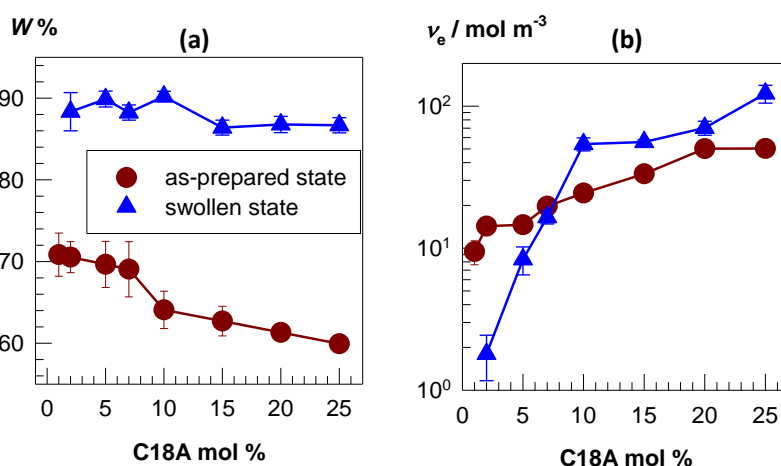 W %
(a)
90
80
70
60
0 5 10 15 20 25
C18A mol %
as-prepared state
swollen state
νe / mol m-3
(b)
10²
10¹
10⁰
0 5 10 15 20 25
C18A mol %